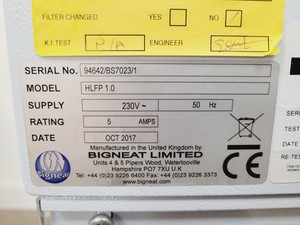 FILTER CHANGED YES NO
K.I.TEST N/A ENGINEER
SERIAL No. 94642/BS7023/1
MODEL HLFP 1.0
SUPPLY 230V ~ 50 Hz
RATING 5 AMPS
DATE OCT 2017
Manufactured in the United Kingdom by:
BIGNEAT LIMITED
Units 4 & 5 Pipers Wood, Waterlooville
Hampshire PO7 7XU U.K
Tel: +44 (0)23 9226 6400 Fax: +44 (0)23 9226 3373
www.bigneat.com
Bigneat
CE